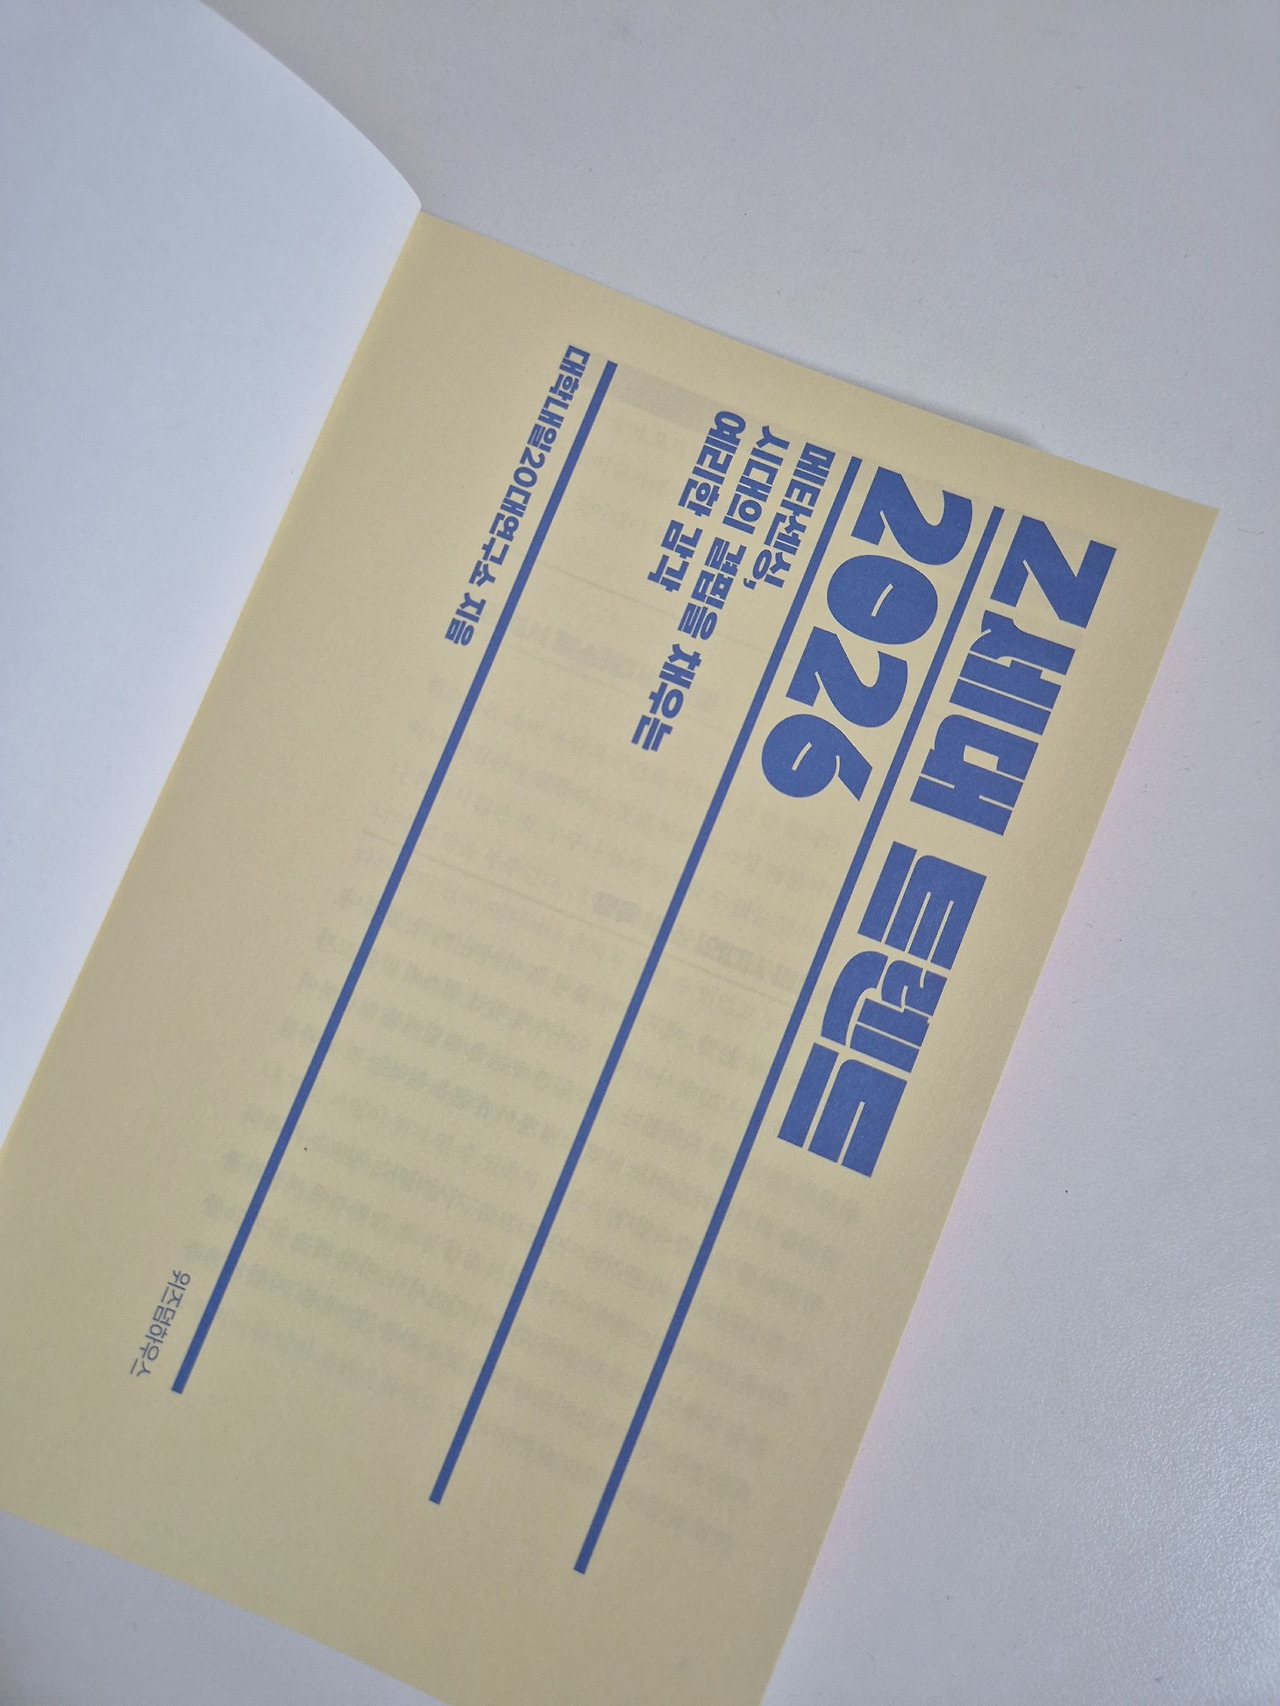 Z세대 트렌드
2026
메타센싱,
시대의 결핍을 채우는
예리한 감각
대학내일20대연구소 지음
위즈덤하우스